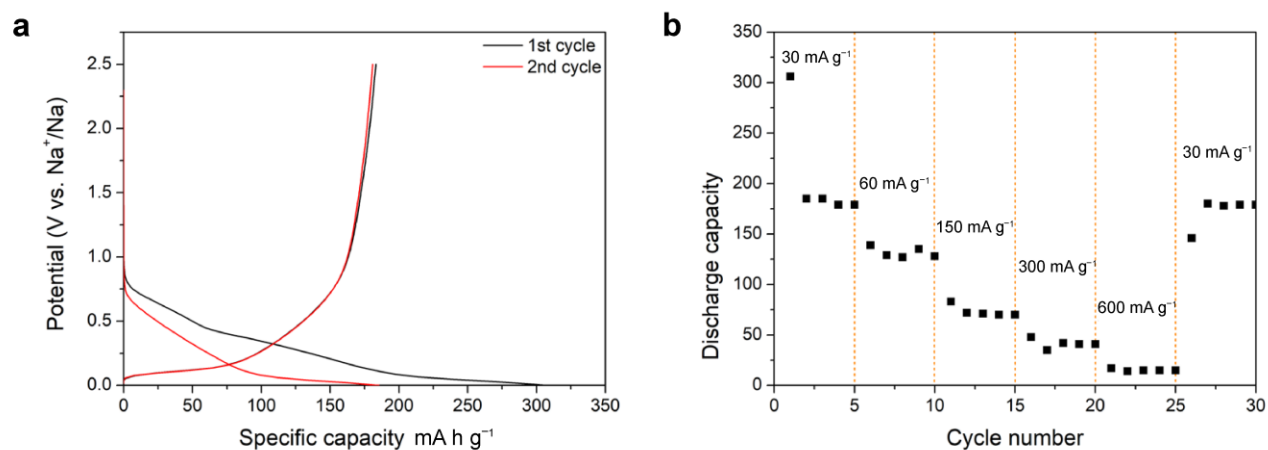 a
1st cycle
2nd cycle
2.5
2.0
1.5
1.0
0.5
0.0
Potential (V vs. Na⁺/Na)
0
50
100
150
200
250
300
350
Specific capacity mA h g⁻¹
b
350
300
250
200
150
100
50
0
Discharge capacity
30 mA g⁻¹
60 mA g⁻¹
150 mA g⁻¹
300 mA g⁻¹
600 mA g⁻¹
30 mA g⁻¹
0
5
10
15
20
25
30
Cycle number